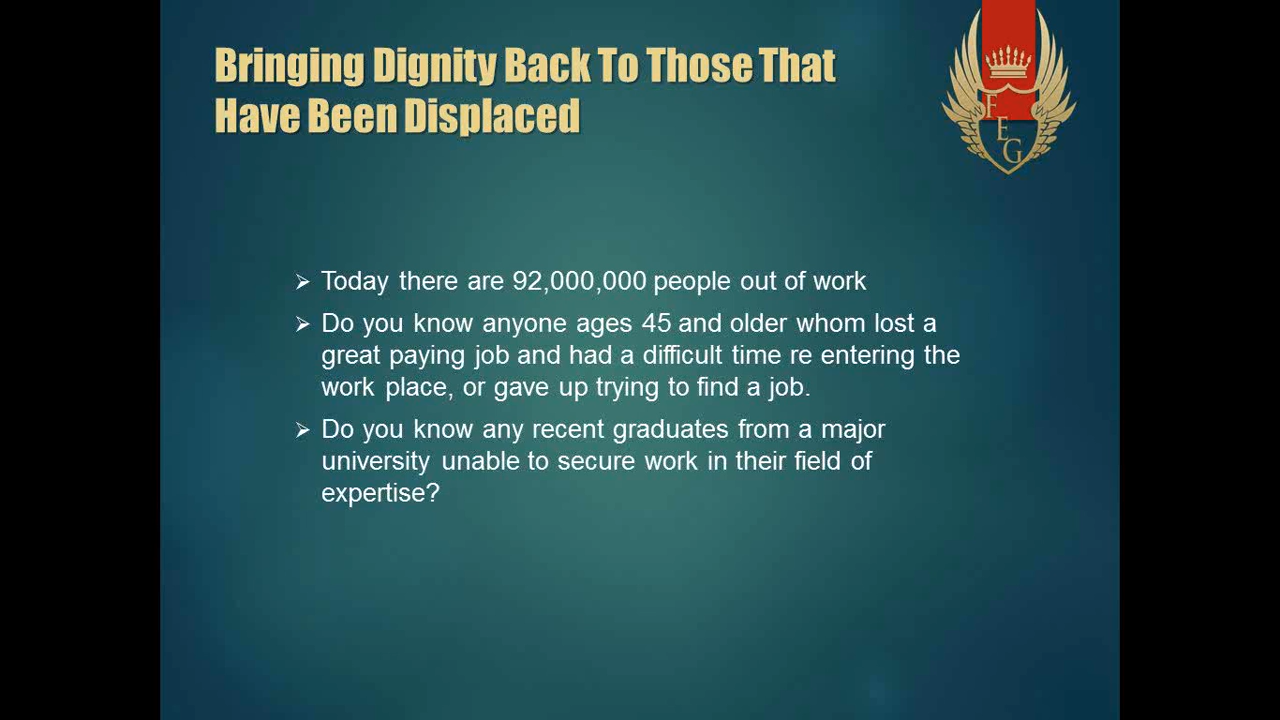 Bringing Dignity Back To Those That
Have Been Displaced
F
E
G
➢ Today there are 92,000,000 people out of work
➢ Do you know anyone ages 45 and older whom lost a
great paying job and had a difficult time re entering the
work place, or gave up trying to find a job.
➢ Do you know any recent graduates from a major
university unable to secure work in their field of
expertise?